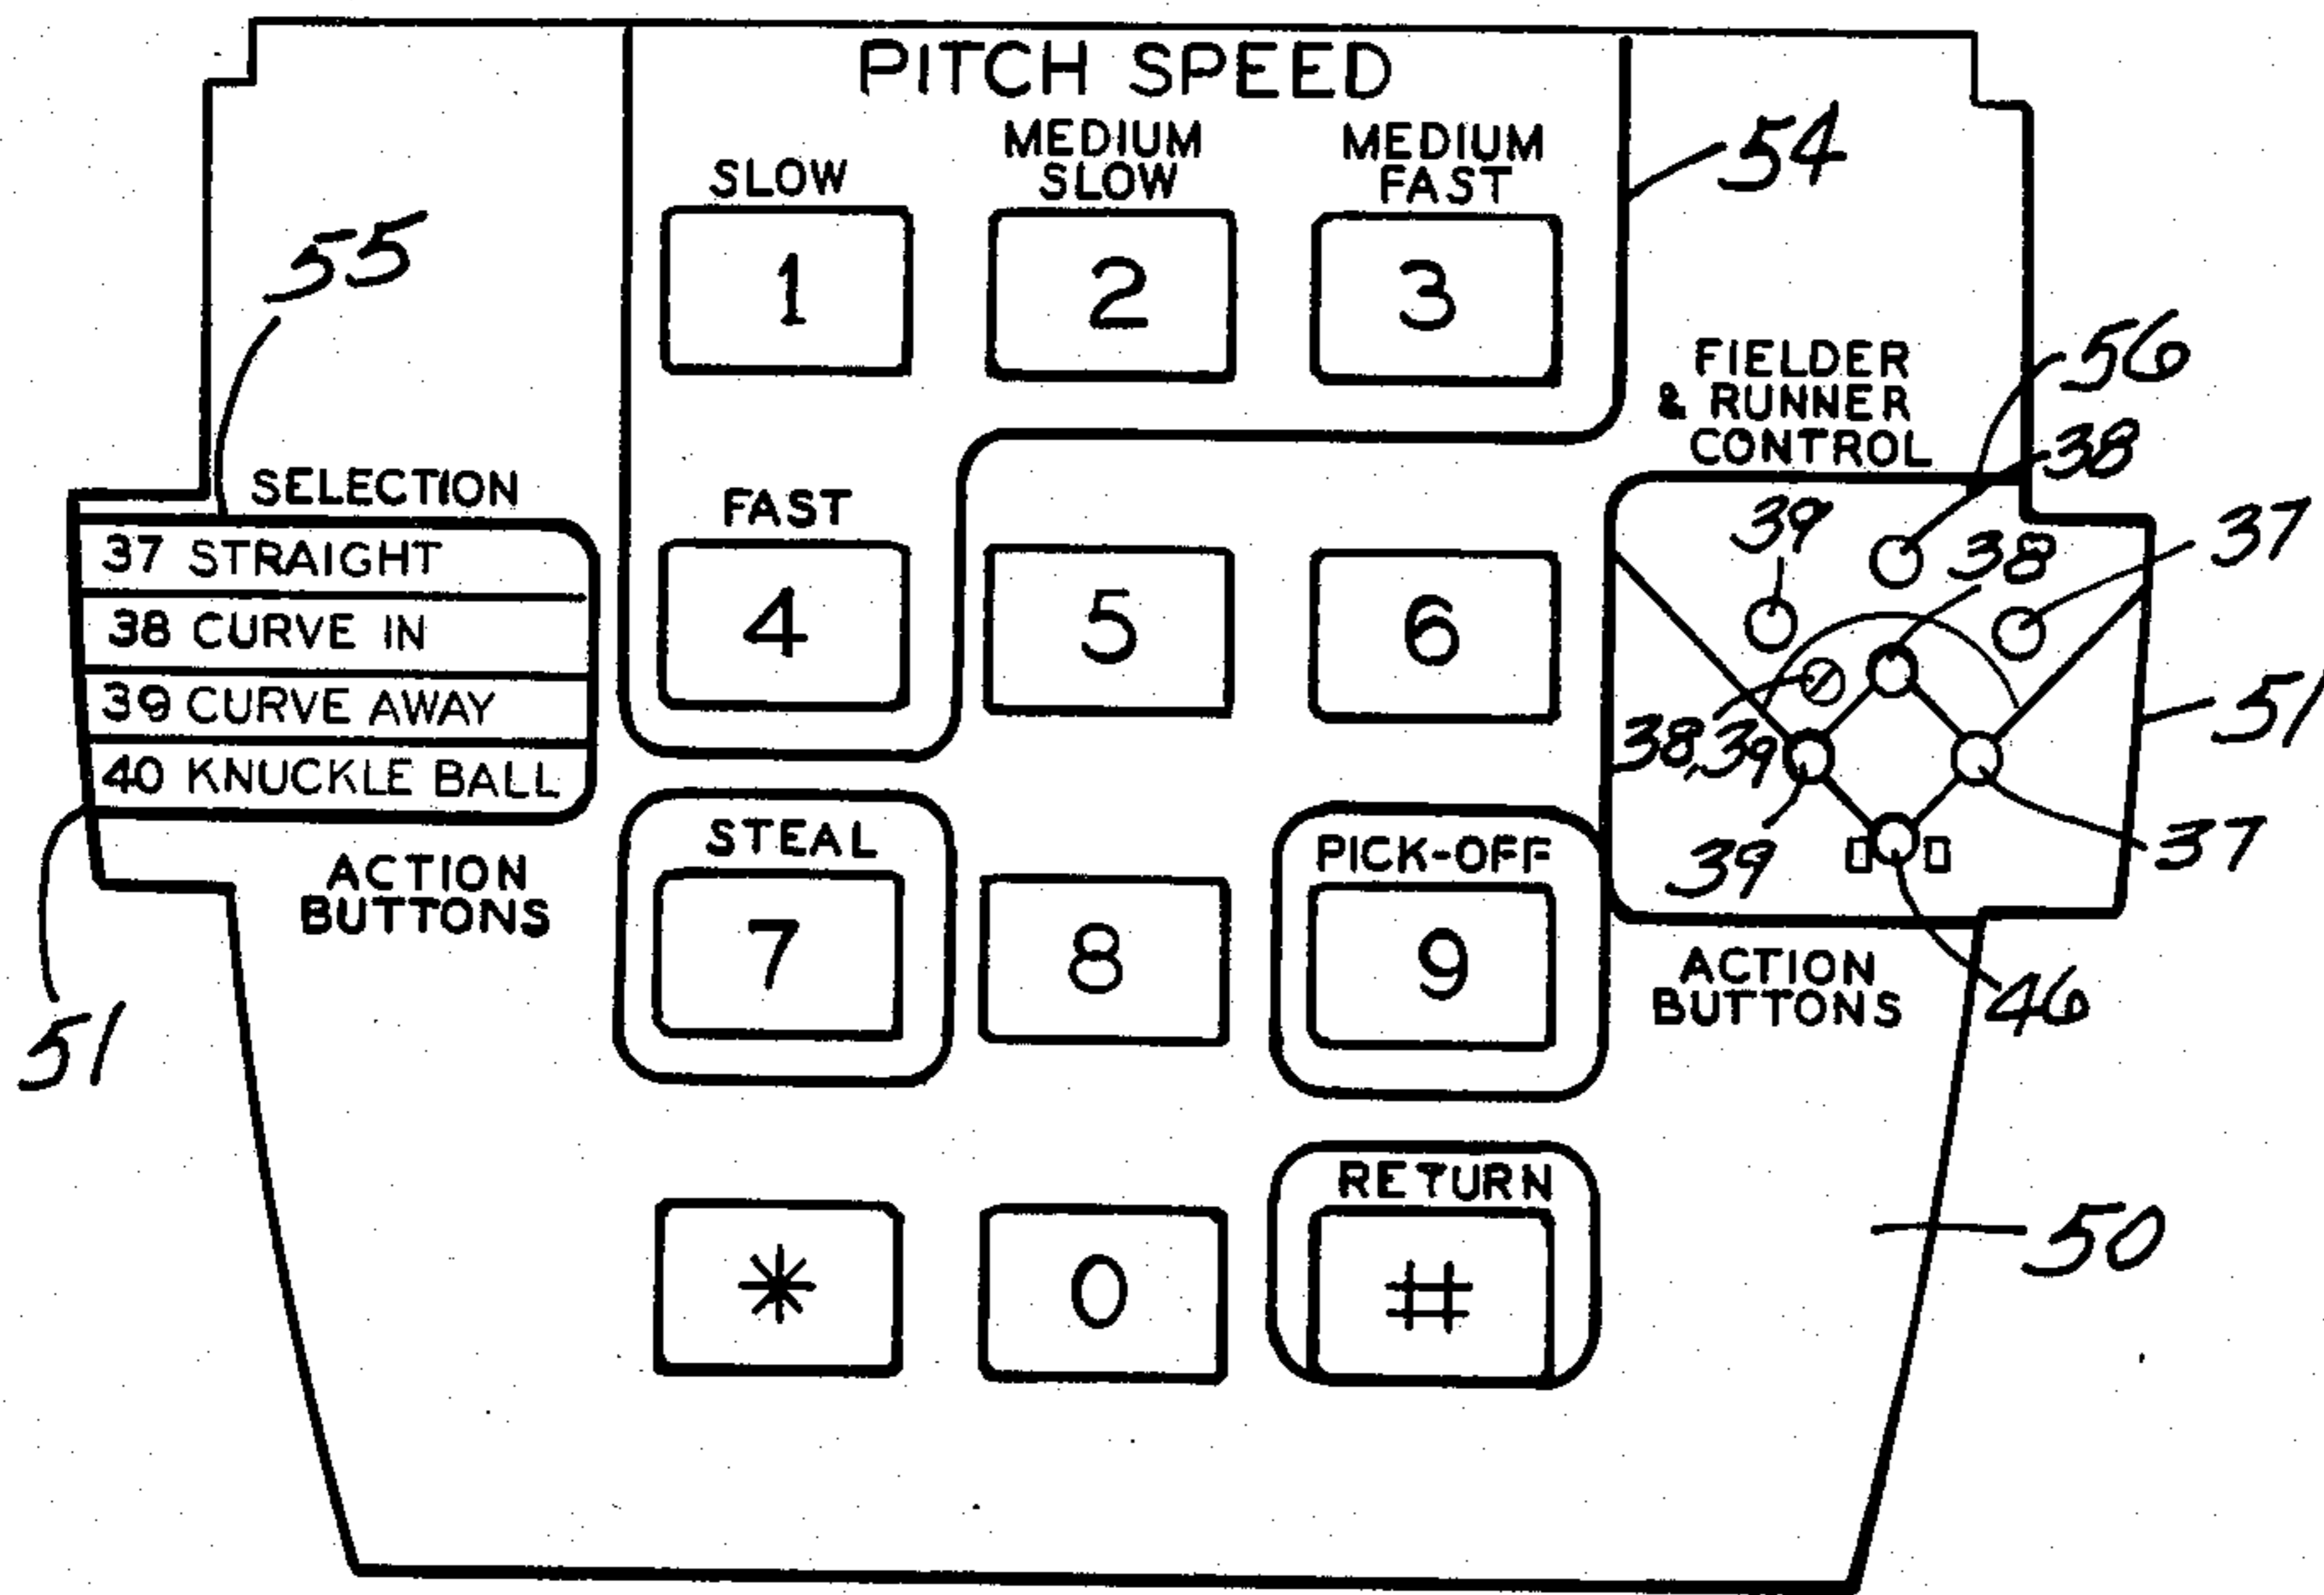 PITCH SPEED
SLOW
MEDIUM
SLOW
MEDIUM
FAST
54
55
1
2
3
FIELDER
& RUNNER
CONTROL
56
38
SELECTION
37 STRAIGHT
38 CURVE IN
39 CURVE AWAY
40 KNUCKLE BALL
ACTION
BUTTONS
51
FAST
4
5
6
39
38
37
38,39
51
39
37
46
STEAL
7
8
PICK-OFF
9
ACTION
BUTTONS
*
0
RETURN
#
50